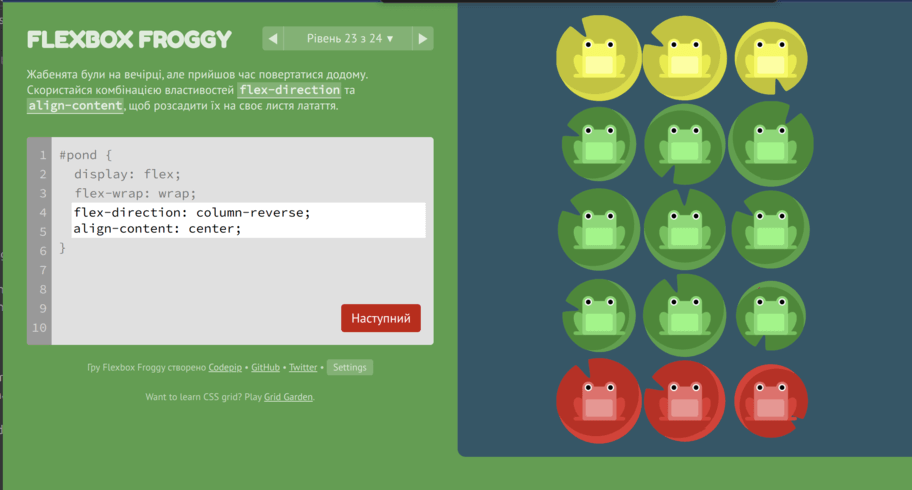 FLEXBOX FROGGY
Рівень 23 з 24 ▾
Жабенята були на вечірці, але прийшов час повертатися додому.
Скористайся комбінацією властивостей flex-direction та
align-content, щоб розсадити їх на своє листя латаття.
1 #pond {
2 display: flex;
3 flex-wrap: wrap;
4 flex-direction: column-reverse;
5 align-content: center;
6 }
7
8
9
10
Наступний
Гру Flexbox Froggy створено Codepip • GitHub • Twitter • Settings
Want to learn CSS grid? Play Grid Garden.